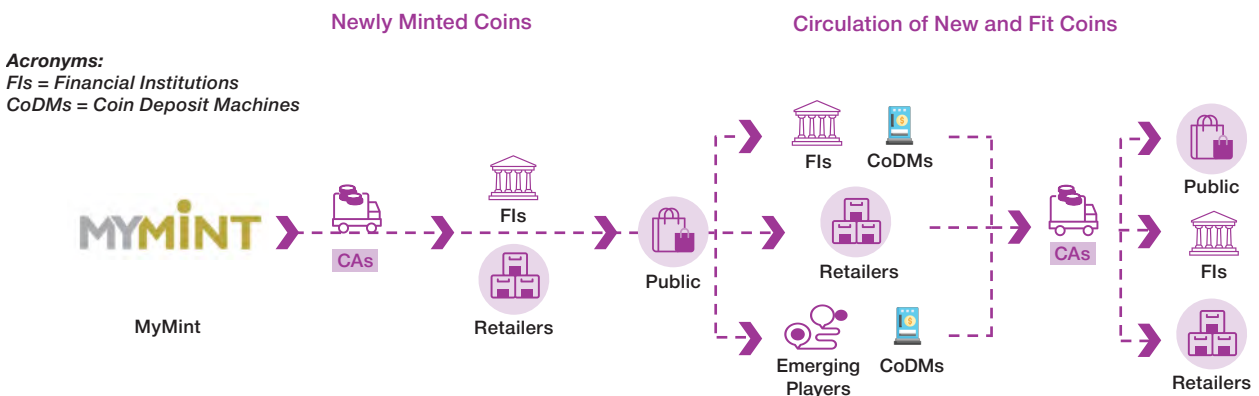 Newly Minted Coins
Circulation of New and Fit Coins
Acronyms:
FIs = Financial Institutions
CoDMs = Coin Deposit Machines
MYMINT
MyMint
CAs
FIs
Retailers
Public
FIs
CoDMs
Retailers
Emerging
Players
CoDMs
CAs
Public
FIs
Retailers